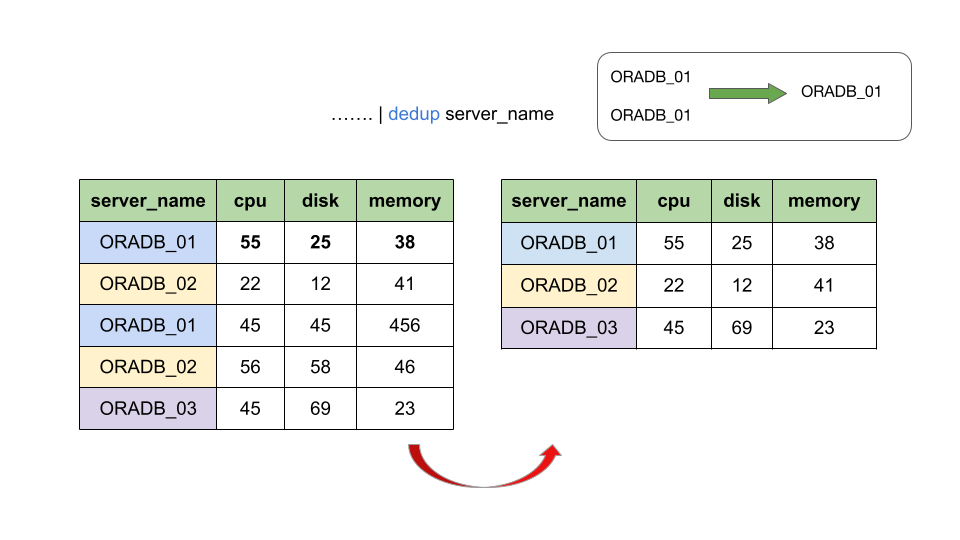 ORADB_01
ORADB_01
ORADB_01
....... | dedup server_name
server_name cpu disk memory
ORADB_01 55 25 38
ORADB_02 22 12 41
ORADB_01 45 45 456
ORADB_02 56 58 46
ORADB_03 45 69 23
server_name cpu disk memory
ORADB_01 55 25 38
ORADB_02 22 12 41
ORADB_03 45 69 23